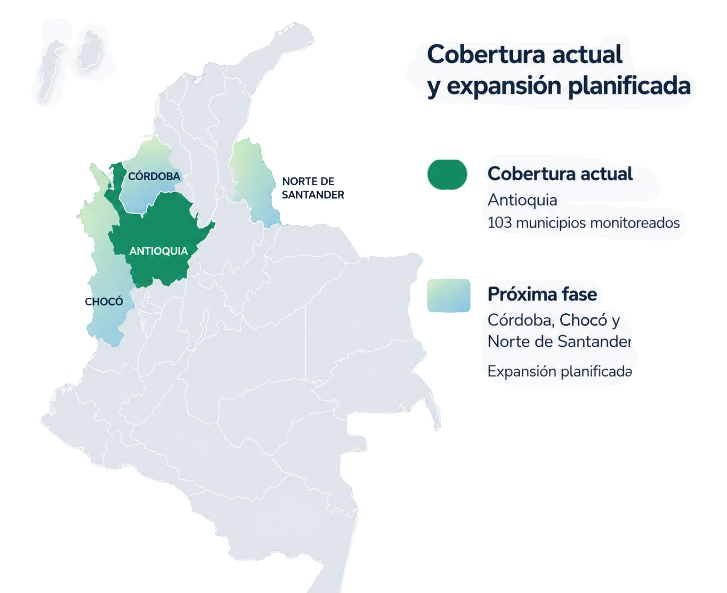 Cobertura actual
y expansión planificada
CÓRDOBA
NORTE DE
SANTANDER
ANTIOQUIA
CHOCÓ
Cobertura actual
Antioquia
103 municipios monitoreados
Próxima fase
Córdoba, Chocó y
Norte de Santander
Expansión planificada